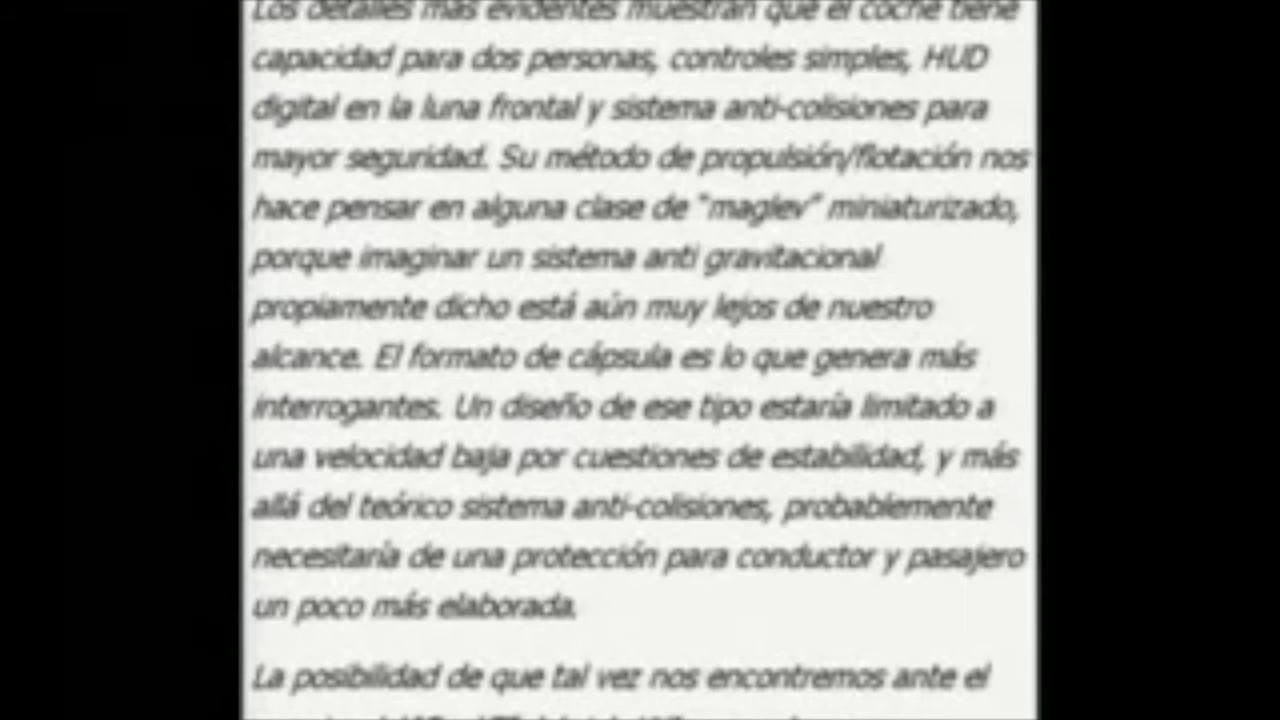 Los detalles más evidentes muestran que el coche tiene
capacidad para dos personas, controles simples, HUD
digital en la luna frontal y sistema anti-colisiones para
mayor seguridad. Su método de propulsión/flotación nos
hace pensar en alguna clase de "maglev" miniaturizado,
porque imaginar un sistema anti gravitacional
propiamente dicho está aún muy lejos de nuestro
alcance. El formato de cápsula es lo que genera más
interrogantes. Un diseño de ese tipo estaría limitado a
una velocidad baja por cuestiones de estabilidad, y más
allá del teórico sistema anti-colisiones, probablemente
necesitaría de una protección para conductor y pasajero
un poco más elaborada.
La posibilidad de que tal vez nos encontremos ante el